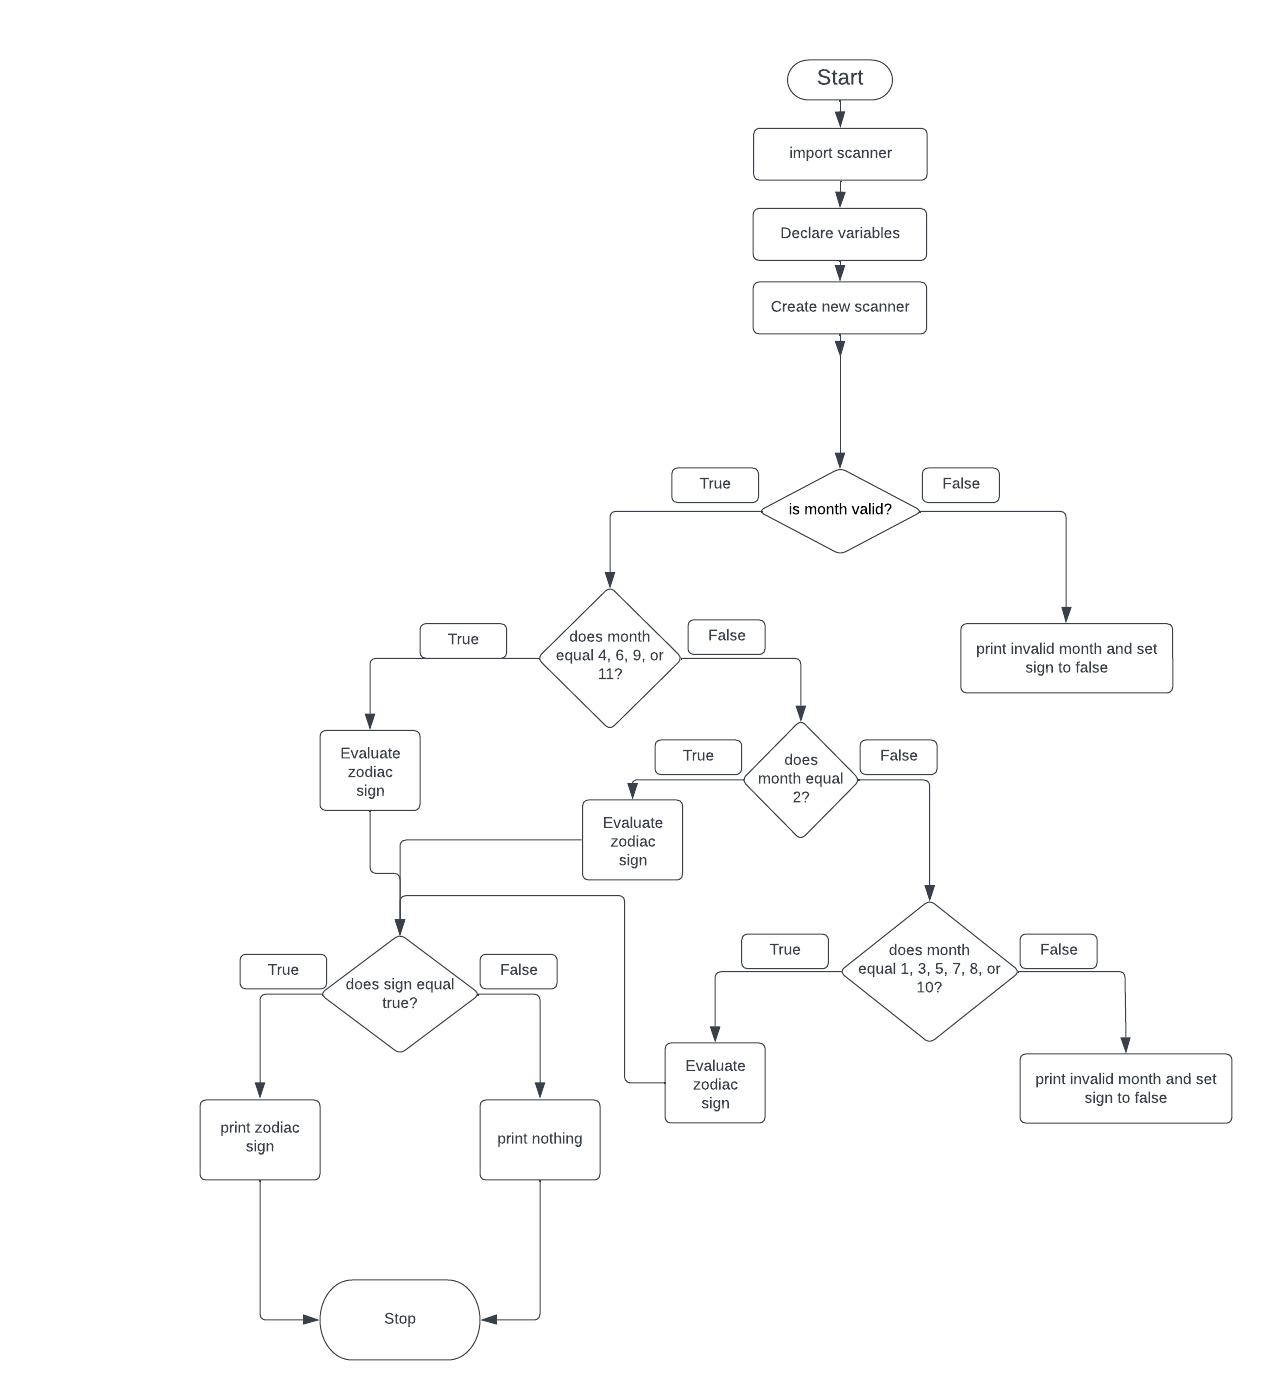 Start
import scanner
Declare variables
Create new scanner
True
False
is month valid?
True
False
does month
equal 4, 6, 9, or
11?
print invalid month and set
sign to false
Evaluate
zodiac
sign
True
False
does
month equal
2?
Evaluate
zodiac
sign
True
False
does month
equal 1, 3, 5, 7, 8, or
10?
True
False
does sign equal
true?
Evaluate
zodiac
sign
print invalid month and set
sign to false
print zodiac
sign
print nothing
Stop